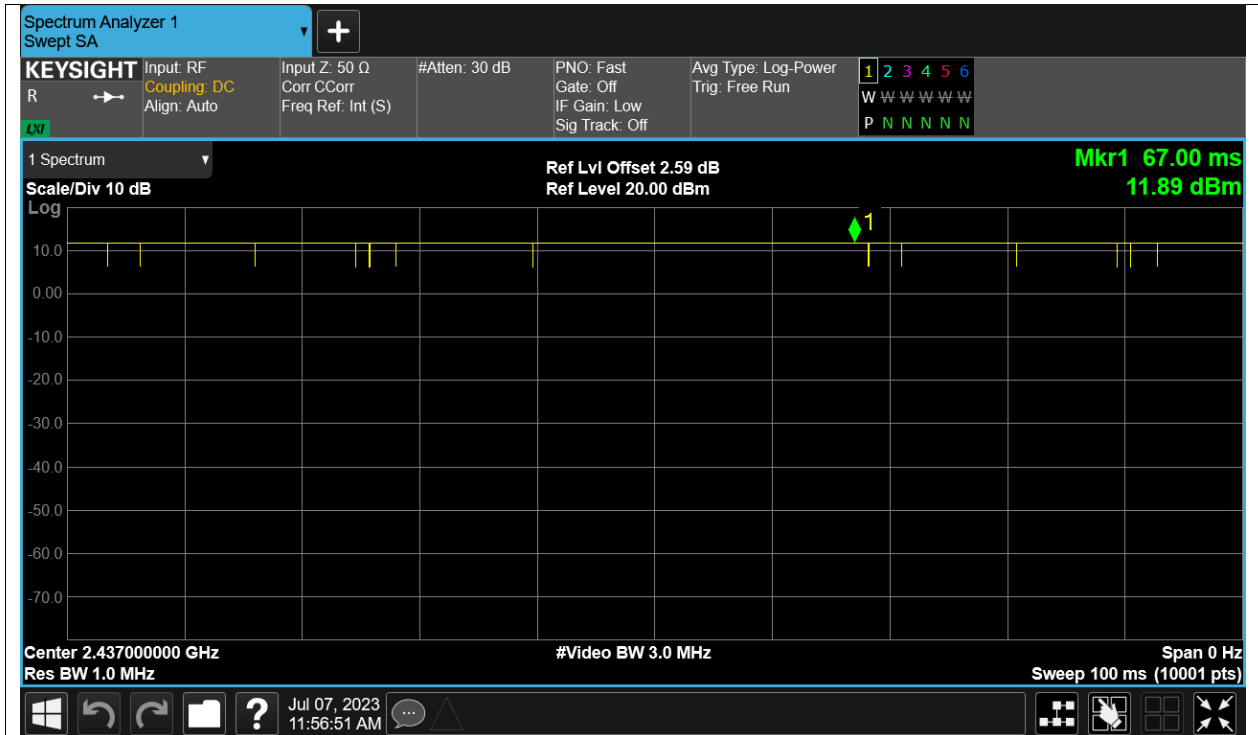 Spectrum Analyzer 1
Swept SA
+
KEYSIGHT
R
LXI
Input: RF
Coupling: DC
Align: Auto
Input Z: 50 Ω
Corr CCorr
Freq Ref: Int (S)
#Atten: 30 dB
PNO: Fast
Gate: Off
IF Gain: Low
Sig Track: Off
Avg Type: Log-Power
Trig: Free Run
1 2 3 4 5 6
W W W W W W
P N N N N N
1 Spectrum
Scale/Div 10 dB
Log
Ref Lvl Offset 2.59 dB
Ref Level 20.00 dBm
Mkr1 67.00 ms
11.89 dBm
1
10.0
0.00
-10.0
-20.0
-30.0
-40.0
-50.0
-60.0
-70.0
Center 2.437000000 GHz
Res BW 1.0 MHz
#Video BW 3.0 MHz
Span 0 Hz
Sweep 100 ms (10001 pts)
?
Jul 07, 2023
11:56:51 AM